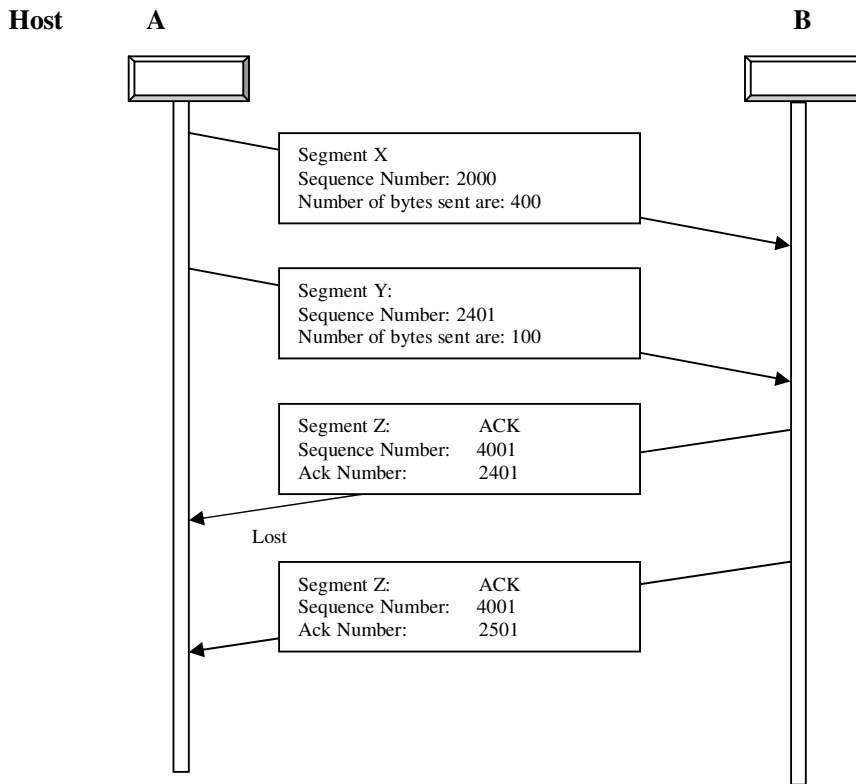 Host A B
Segment X
Sequence Number: 2000
Number of bytes sent are: 400
Segment Y:
Sequence Number: 2401
Number of bytes sent are: 100
Segment Z: ACK
Sequence Number: 4001
Ack Number: 2401
Lost
Segment Z: ACK
Sequence Number: 4001
Ack Number: 2501